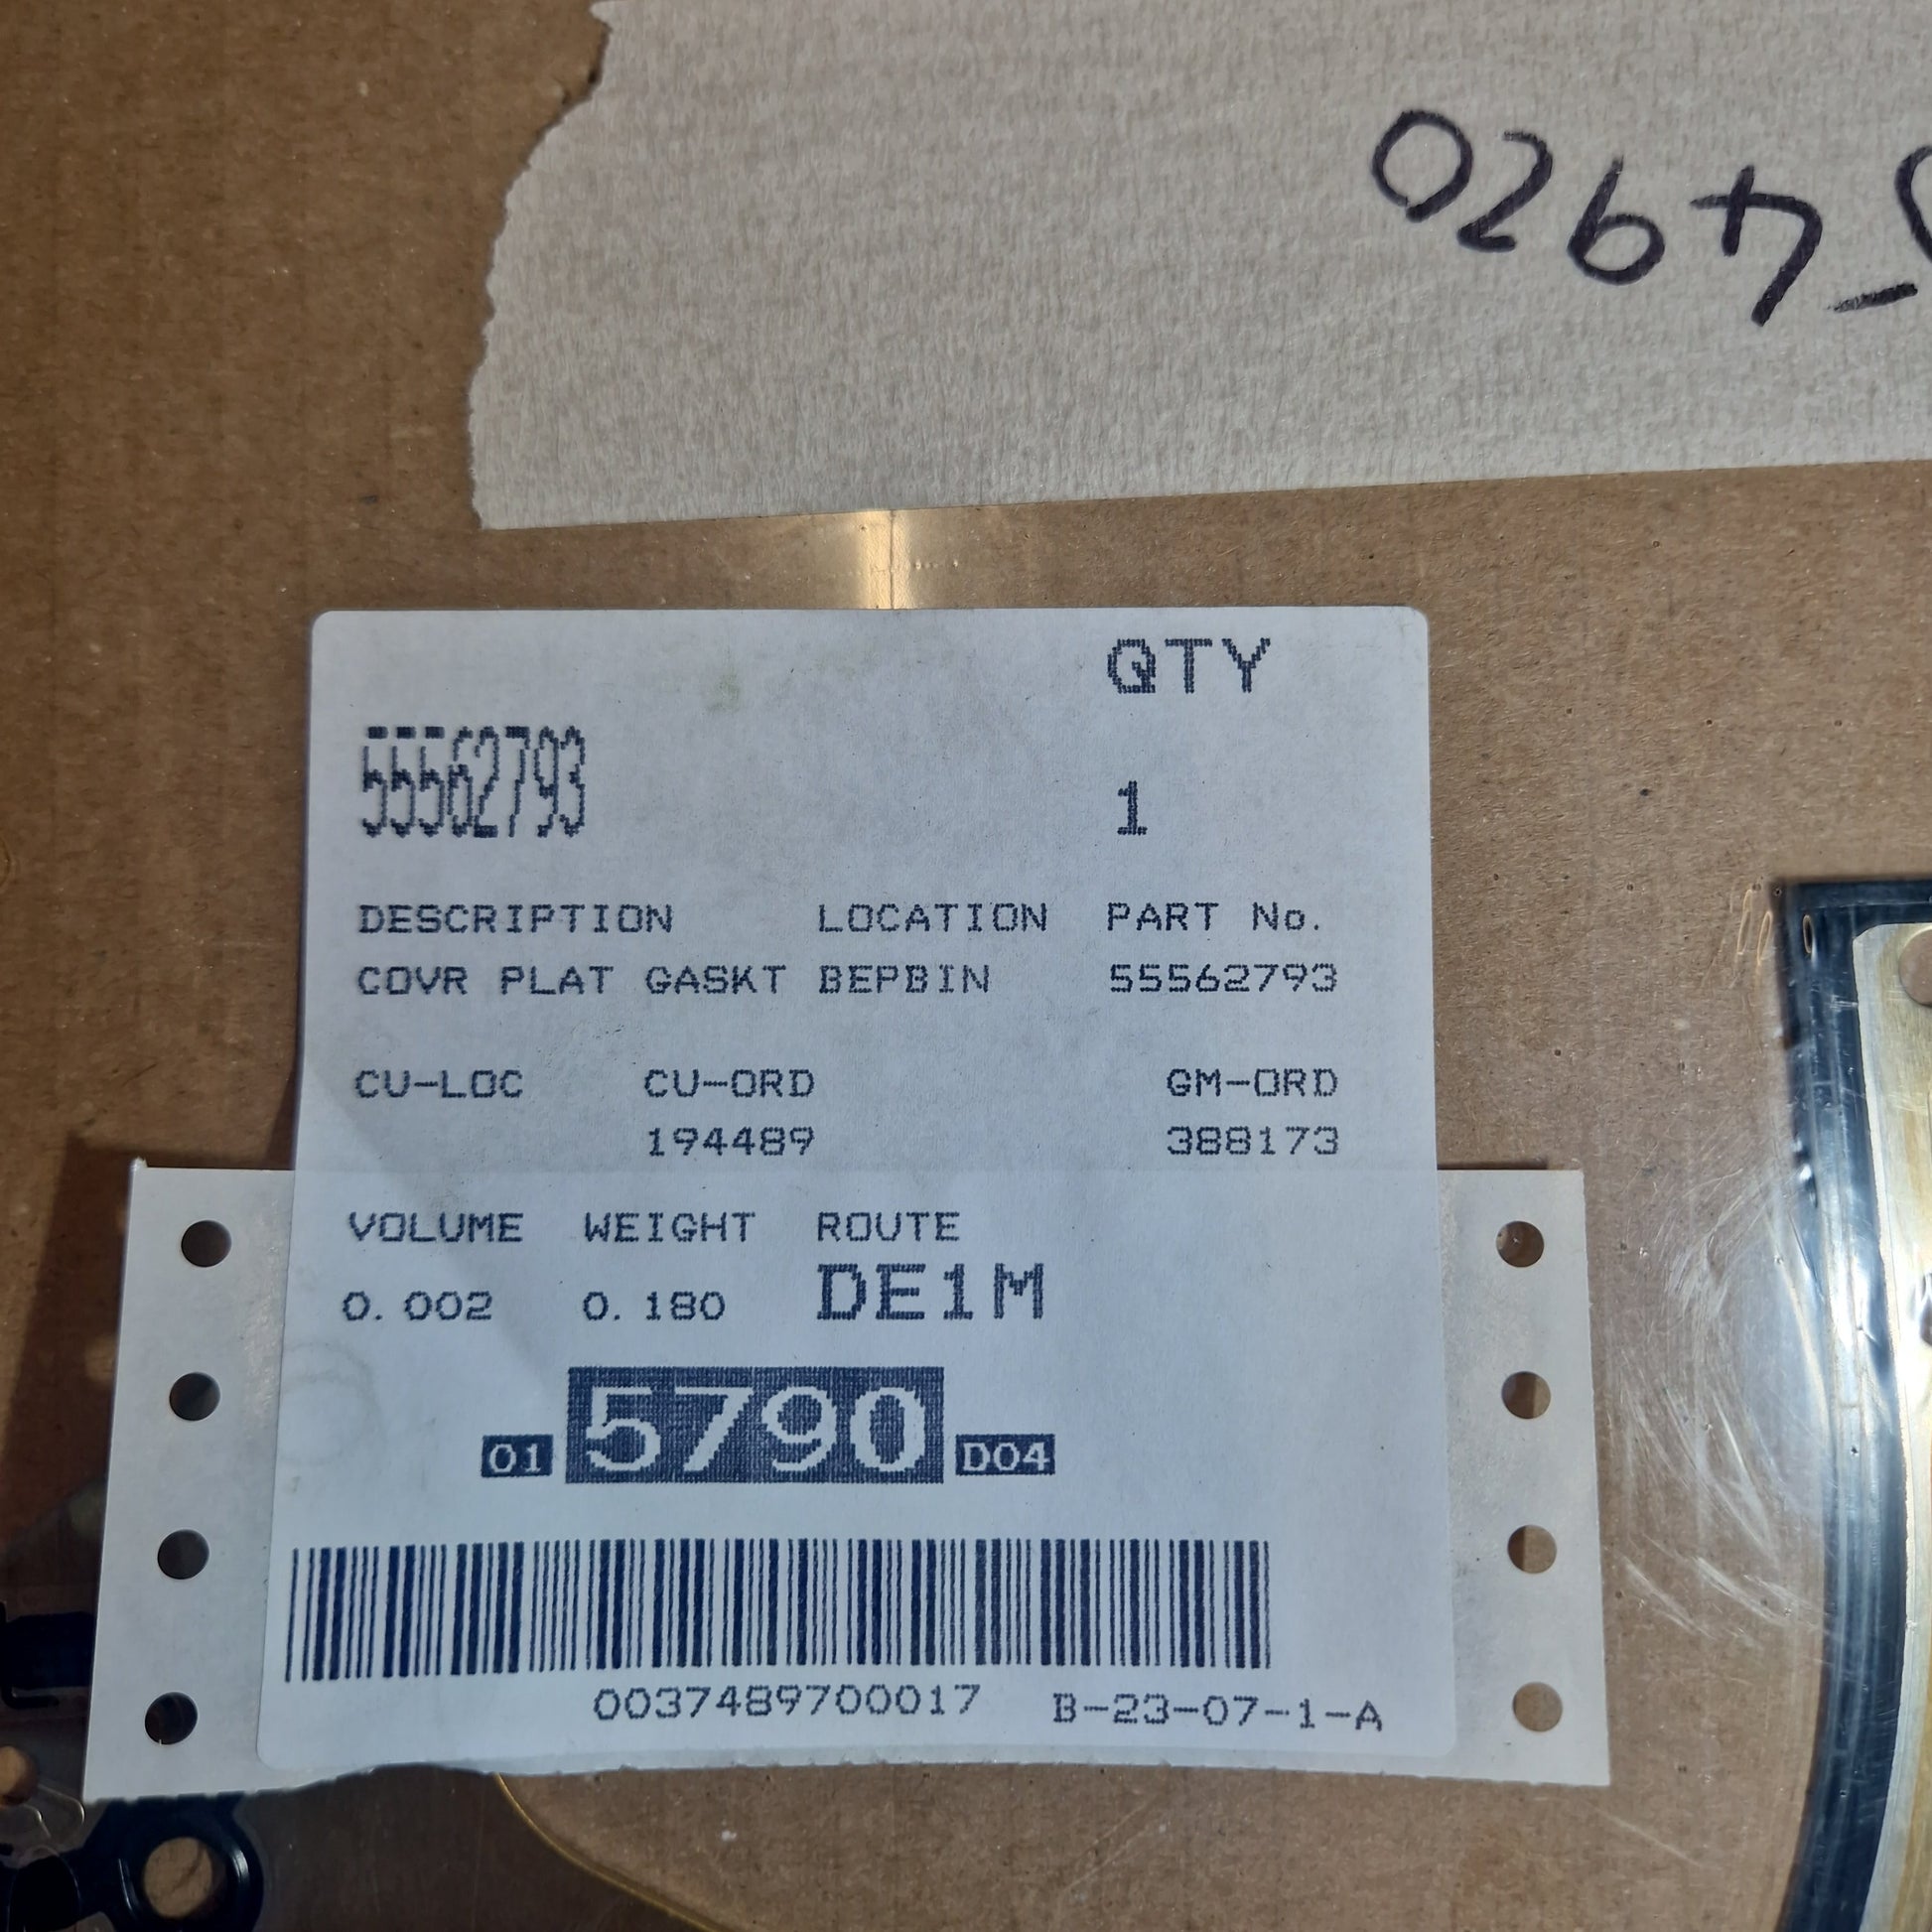 4920
QTY
55562793
1
DESCRIPTION LOCATION PART No.
COVR PLAT GASKT BEPBIN 55562793
CU-LOC CU-ORD GM-ORD
194489 388173
VOLUME WEIGHT ROUTE
0.002 0.180 DE1M
01 5790 D04
0037489700017 B-23-07-1-A